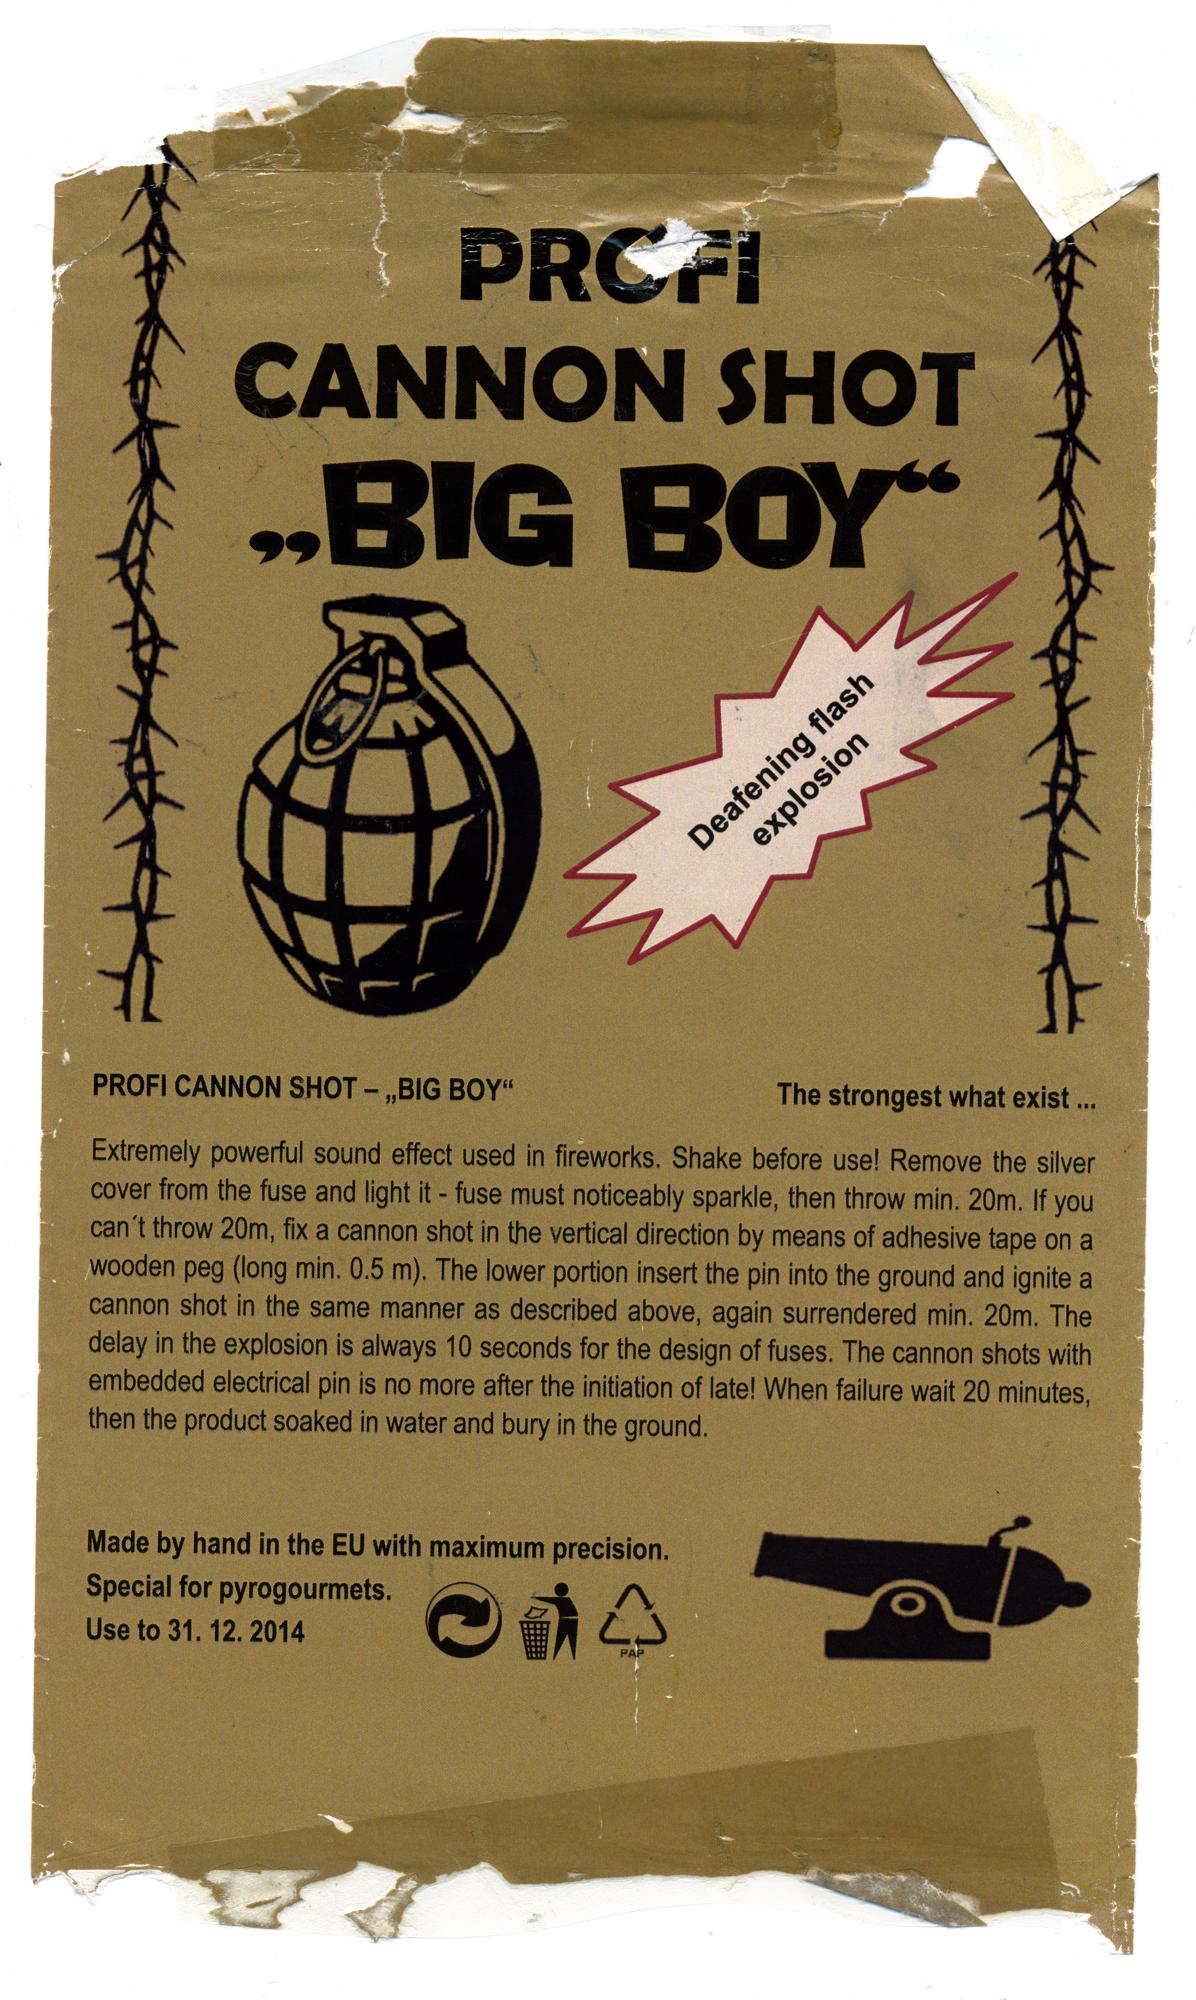 PROFI
CANNON SHOT
„BIG BOY“
Deafening flash
explosion
PROFI CANNON SHOT – „BIG BOY“
The strongest what exist ...
Extremely powerful sound effect used in fireworks. Shake before use! Remove the silver
cover from the fuse and light it - fuse must noticeably sparkle, then throw min. 20m. If you
can´t throw 20m, fix a cannon shot in the vertical direction by means of adhesive tape on a
wooden peg (long min. 0.5 m). The lower portion insert the pin into the ground and ignite a
cannon shot in the same manner as described above, again surrendered min. 20m. The
delay in the explosion is always 10 seconds for the design of fuses. The cannon shots with
embedded electrical pin is no more after the initiation of late! When failure wait 20 minutes,
then the product soaked in water and bury in the ground.
Made by hand in the EU with maximum precision.
Special for pyrogourmets.
Use to 31. 12. 2014
PAP